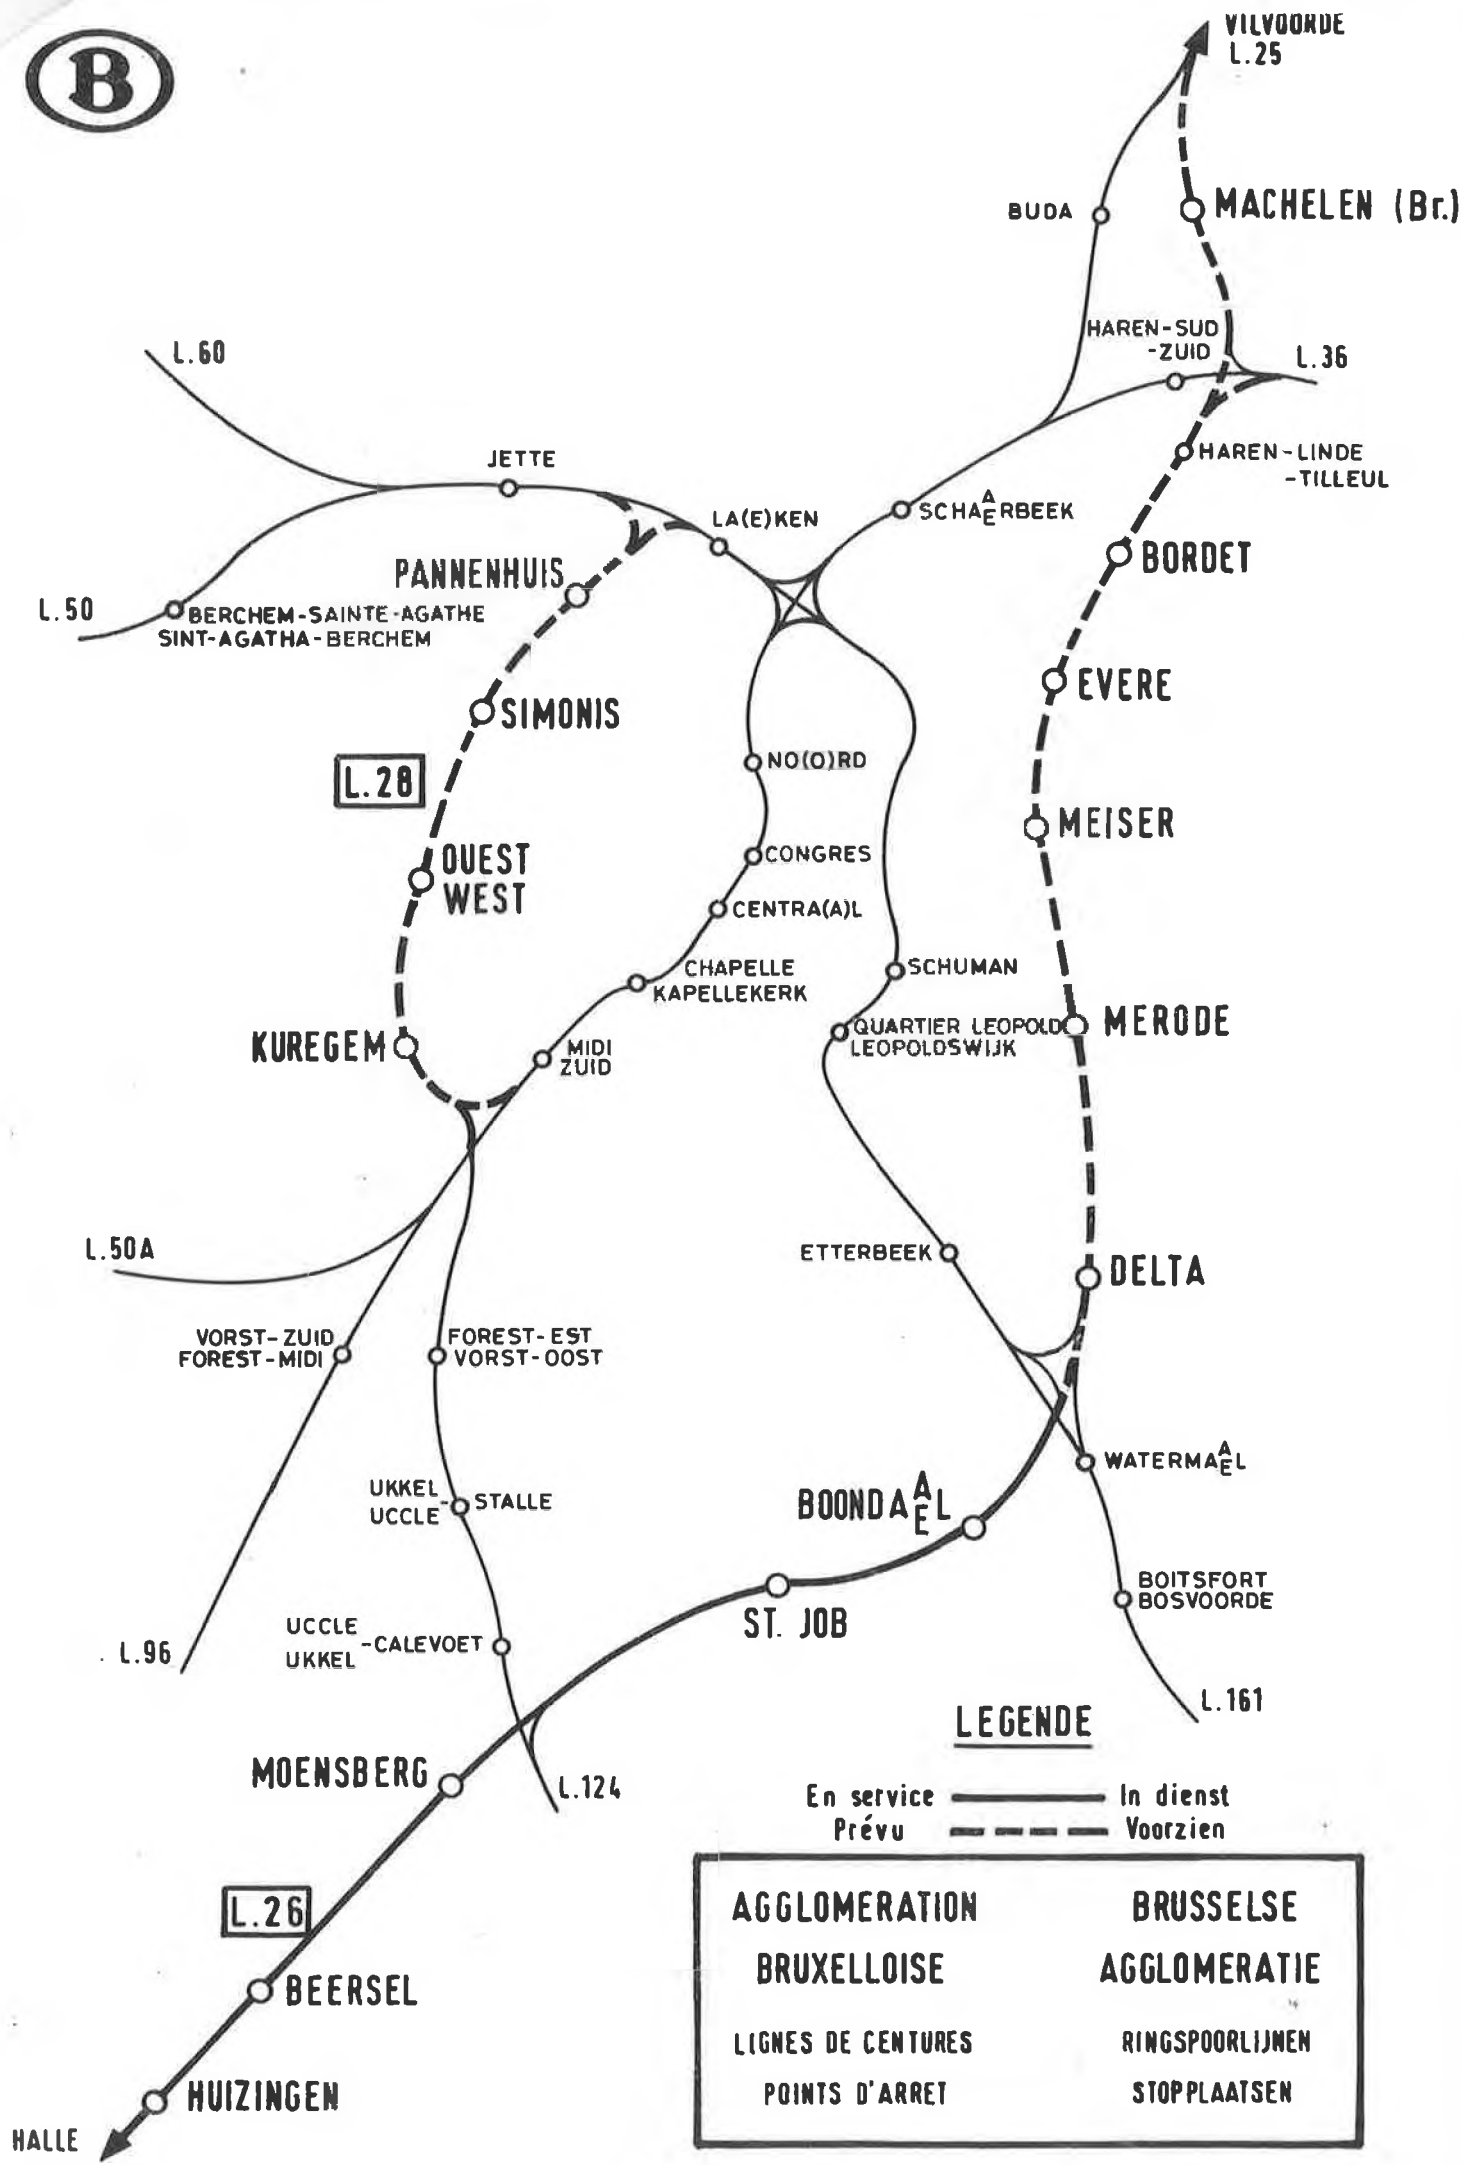 B
VILVOORDE
L.25
BUDA
MACHELEN (Br.)
HAREN-SUD
-ZUID
L.36
L.60
HAREN-LINDE
-TILLEUL
JETTE
LA(E)KEN
SCHAAERBEEK
BORDET
PANNENHUIS
L.50
BERCHEM-SAINTE-AGATHE
SINT-AGATHA-BERCHEM
EVERE
SIMONIS
NO(O)RD
L.28
MEISER
CONGRES
OUEST
WEST
CENTRA(A)L
CHAPELLE
KAPELLEKERK
SCHUMAN
QUARTIER LEOPOLD
LEOPOLDSWIJK
MERODE
KUREGEM
MIDI
ZUID
L.50A
ETTERBEEK
DELTA
VORST-ZUID
FOREST-MIDI
FOREST-EST
VORST-OOST
WATERMAAEL
UKKEL
UCCLE
-STALLE
BOONDAAEL
BOITSFORT
BOSVOORDE
ST. JOB
UCCLE
UKKEL
-CALEVOET
L.96
L.161
LEGENDE
MOENSBERG
L.124
En service In dienst
Prévu Voorzien
L.26
AGGLOMERATION BRUSSELSE
BRUXELLOISE AGGLOMERATIE
BEERSEL
LIGNES DE CENTURES RINGSPOORLIJNEN
POINTS D'ARRET STOPPLAATSEN
HUIZINGEN
HALLE